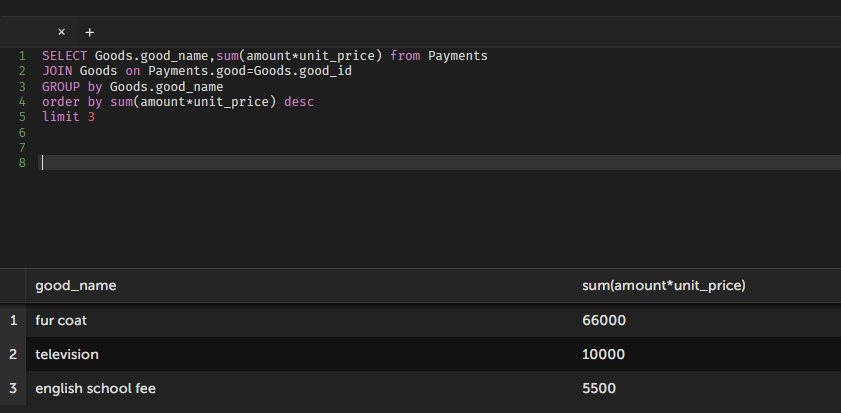 × +
1 SELECT Goods.good_name,sum(amount*unit_price) from Payments
2 JOIN Goods on Payments.good=Goods.good_id
3 GROUP by Goods.good_name
4 order by sum(amount*unit_price) desc
5 limit 3
6
7
8
good_name sum(amount*unit_price)
1 fur coat 66000
2 television 10000
3 english school fee 5500